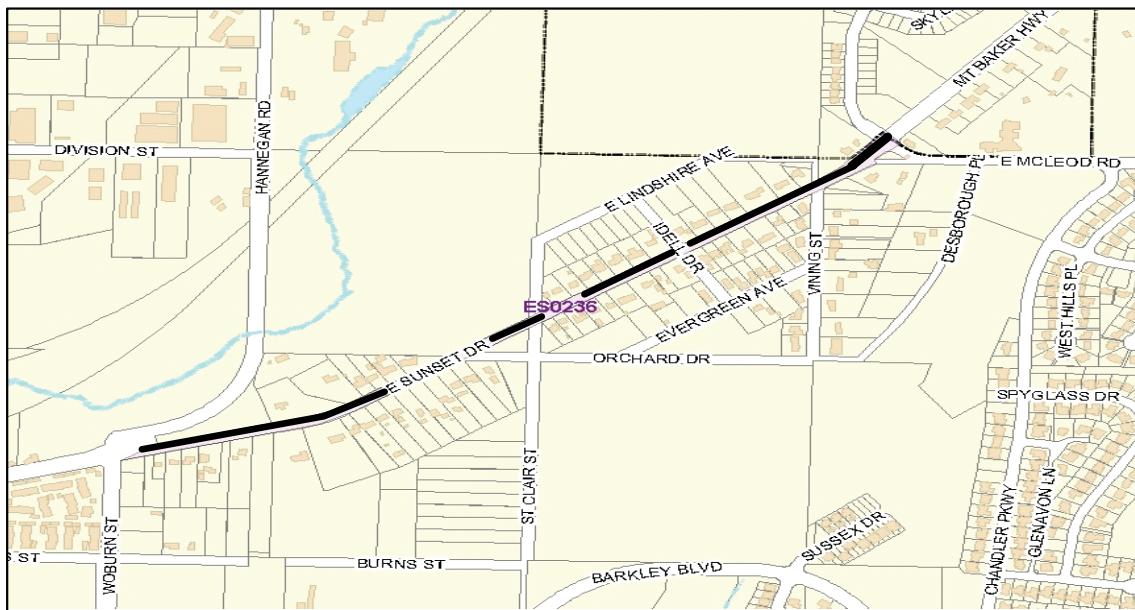 SKYL
MT BAKER HWY
HANNEGAN RD
DIVISION ST
E LINDSHIRE AVE
E MCLEOD RD
DESBOROUGH PL
IDELL DR
VINING ST
EVERGREEN AVE
WEST HILLS PL
ES0236
E SUNSET DR
ORCHARD DR
SPYGLASS DR
ST CLAIR ST
WOBURN ST
CHANDLER PKWY
GLENAVON LN
SUSSEX DR
S ST
BURNS ST
BARKLEY BLVD